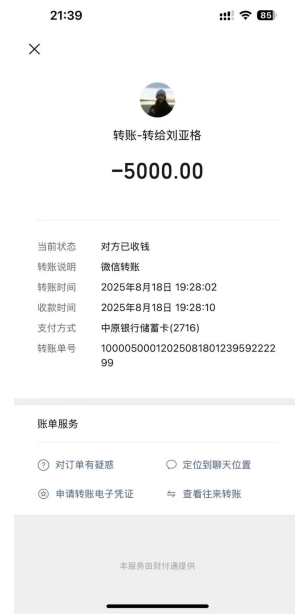 21:39
85
转账-转给刘亚格
-5000.00
当前状态 对方已收钱
转账说明 微信转账
转账时间 2025年8月18日 19:28:02
收款时间 2025年8月18日 19:28:10
支付方式 中原银行储蓄卡(2716)
转账单号 1000050001202508180123959222​2
99
账单服务
对订单有疑惑 定位到聊天位置
申请转账电子凭证 查看往来转账
本服务由财付通提供